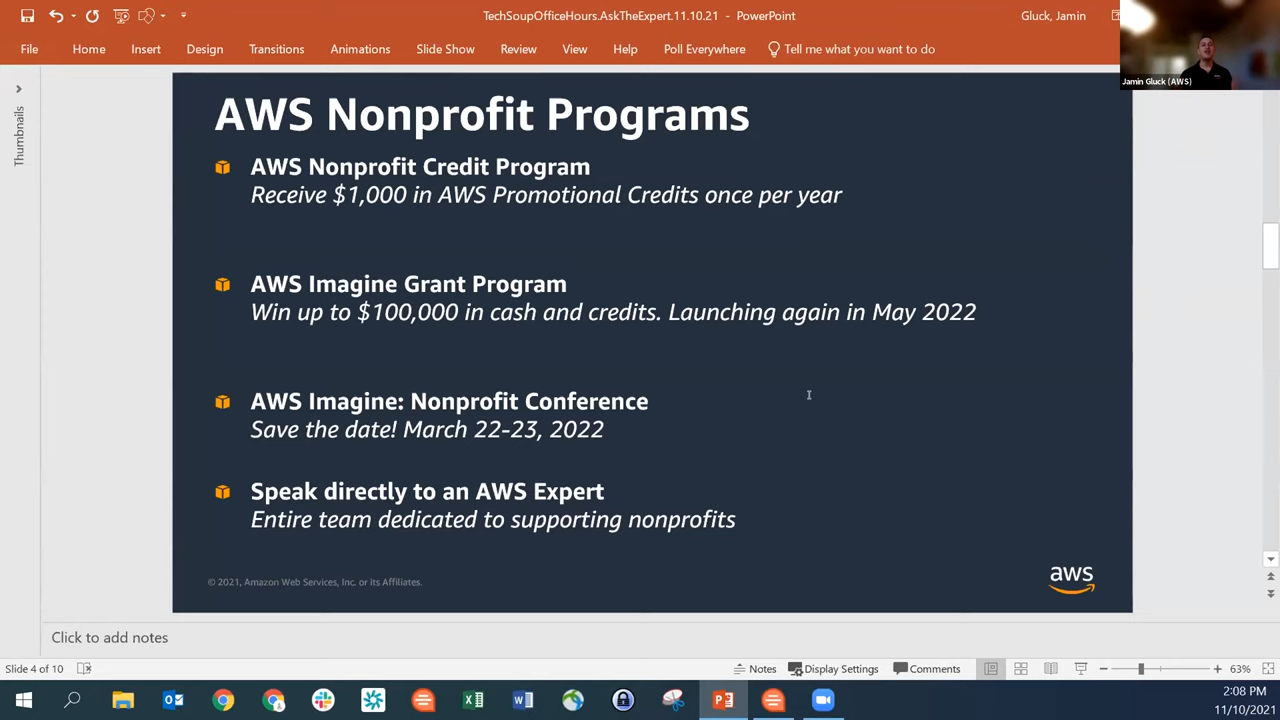 TechSoupOfficeHours.AskTheExpert.11.10.21 - PowerPoint
Gluck, Jamin
File Home Insert Design Transitions Animations Slide Show Review View Help Poll Everywhere Tell me what you want to do
Jamin Gluck (AWS)
Thumbnails
AWS Nonprofit Programs
AWS Nonprofit Credit Program
Receive $1,000 in AWS Promotional Credits once per year
AWS Imagine Grant Program
Win up to $100,000 in cash and credits. Launching again in May 2022
AWS Imagine: Nonprofit Conference
Save the date! March 22-23, 2022
Speak directly to an AWS Expert
Entire team dedicated to supporting nonprofits
© 2021, Amazon Web Services, Inc. or its Affiliates.
aws
Click to add notes
Slide 4 of 10
Notes Display Settings Comments 63%
2:08 PM
11/10/2021